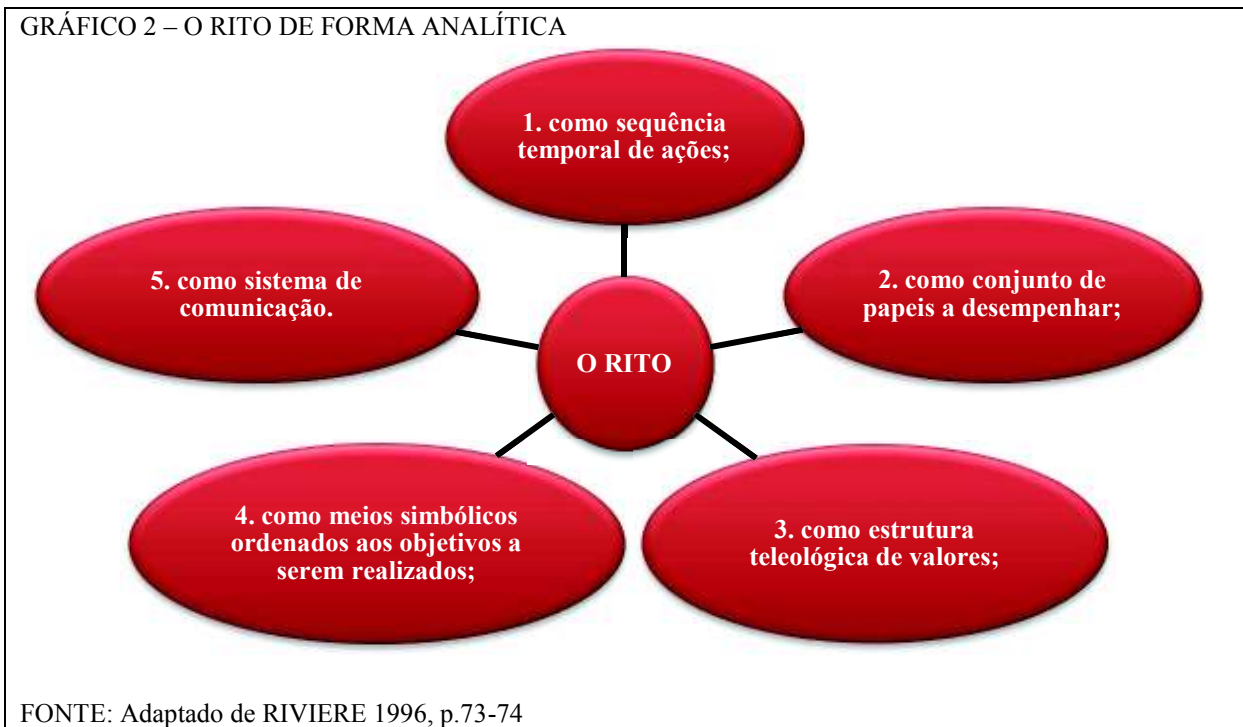 GRÁFICO 2 – O RITO DE FORMA ANALÍTICA
1. como sequência
temporal de ações;
2. como conjunto de
papeis a desempenhar;
3. como estrutura
teleológica de valores;
4. como meios simbólicos
ordenados aos objetivos a
serem realizados;
5. como sistema de
comunicação.
O RITO
FONTE: Adaptado de RIVIERE 1996, p.73-74